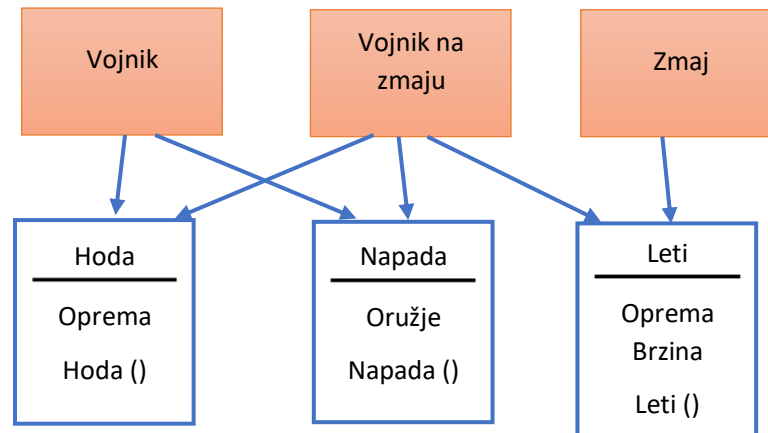 Vojnik
Vojnik na
zmaju
Zmaj
Hoda
Oprema
Hoda ()
Napada
Oružje
Napada ()
Leti
Oprema
Brzina
Leti ()